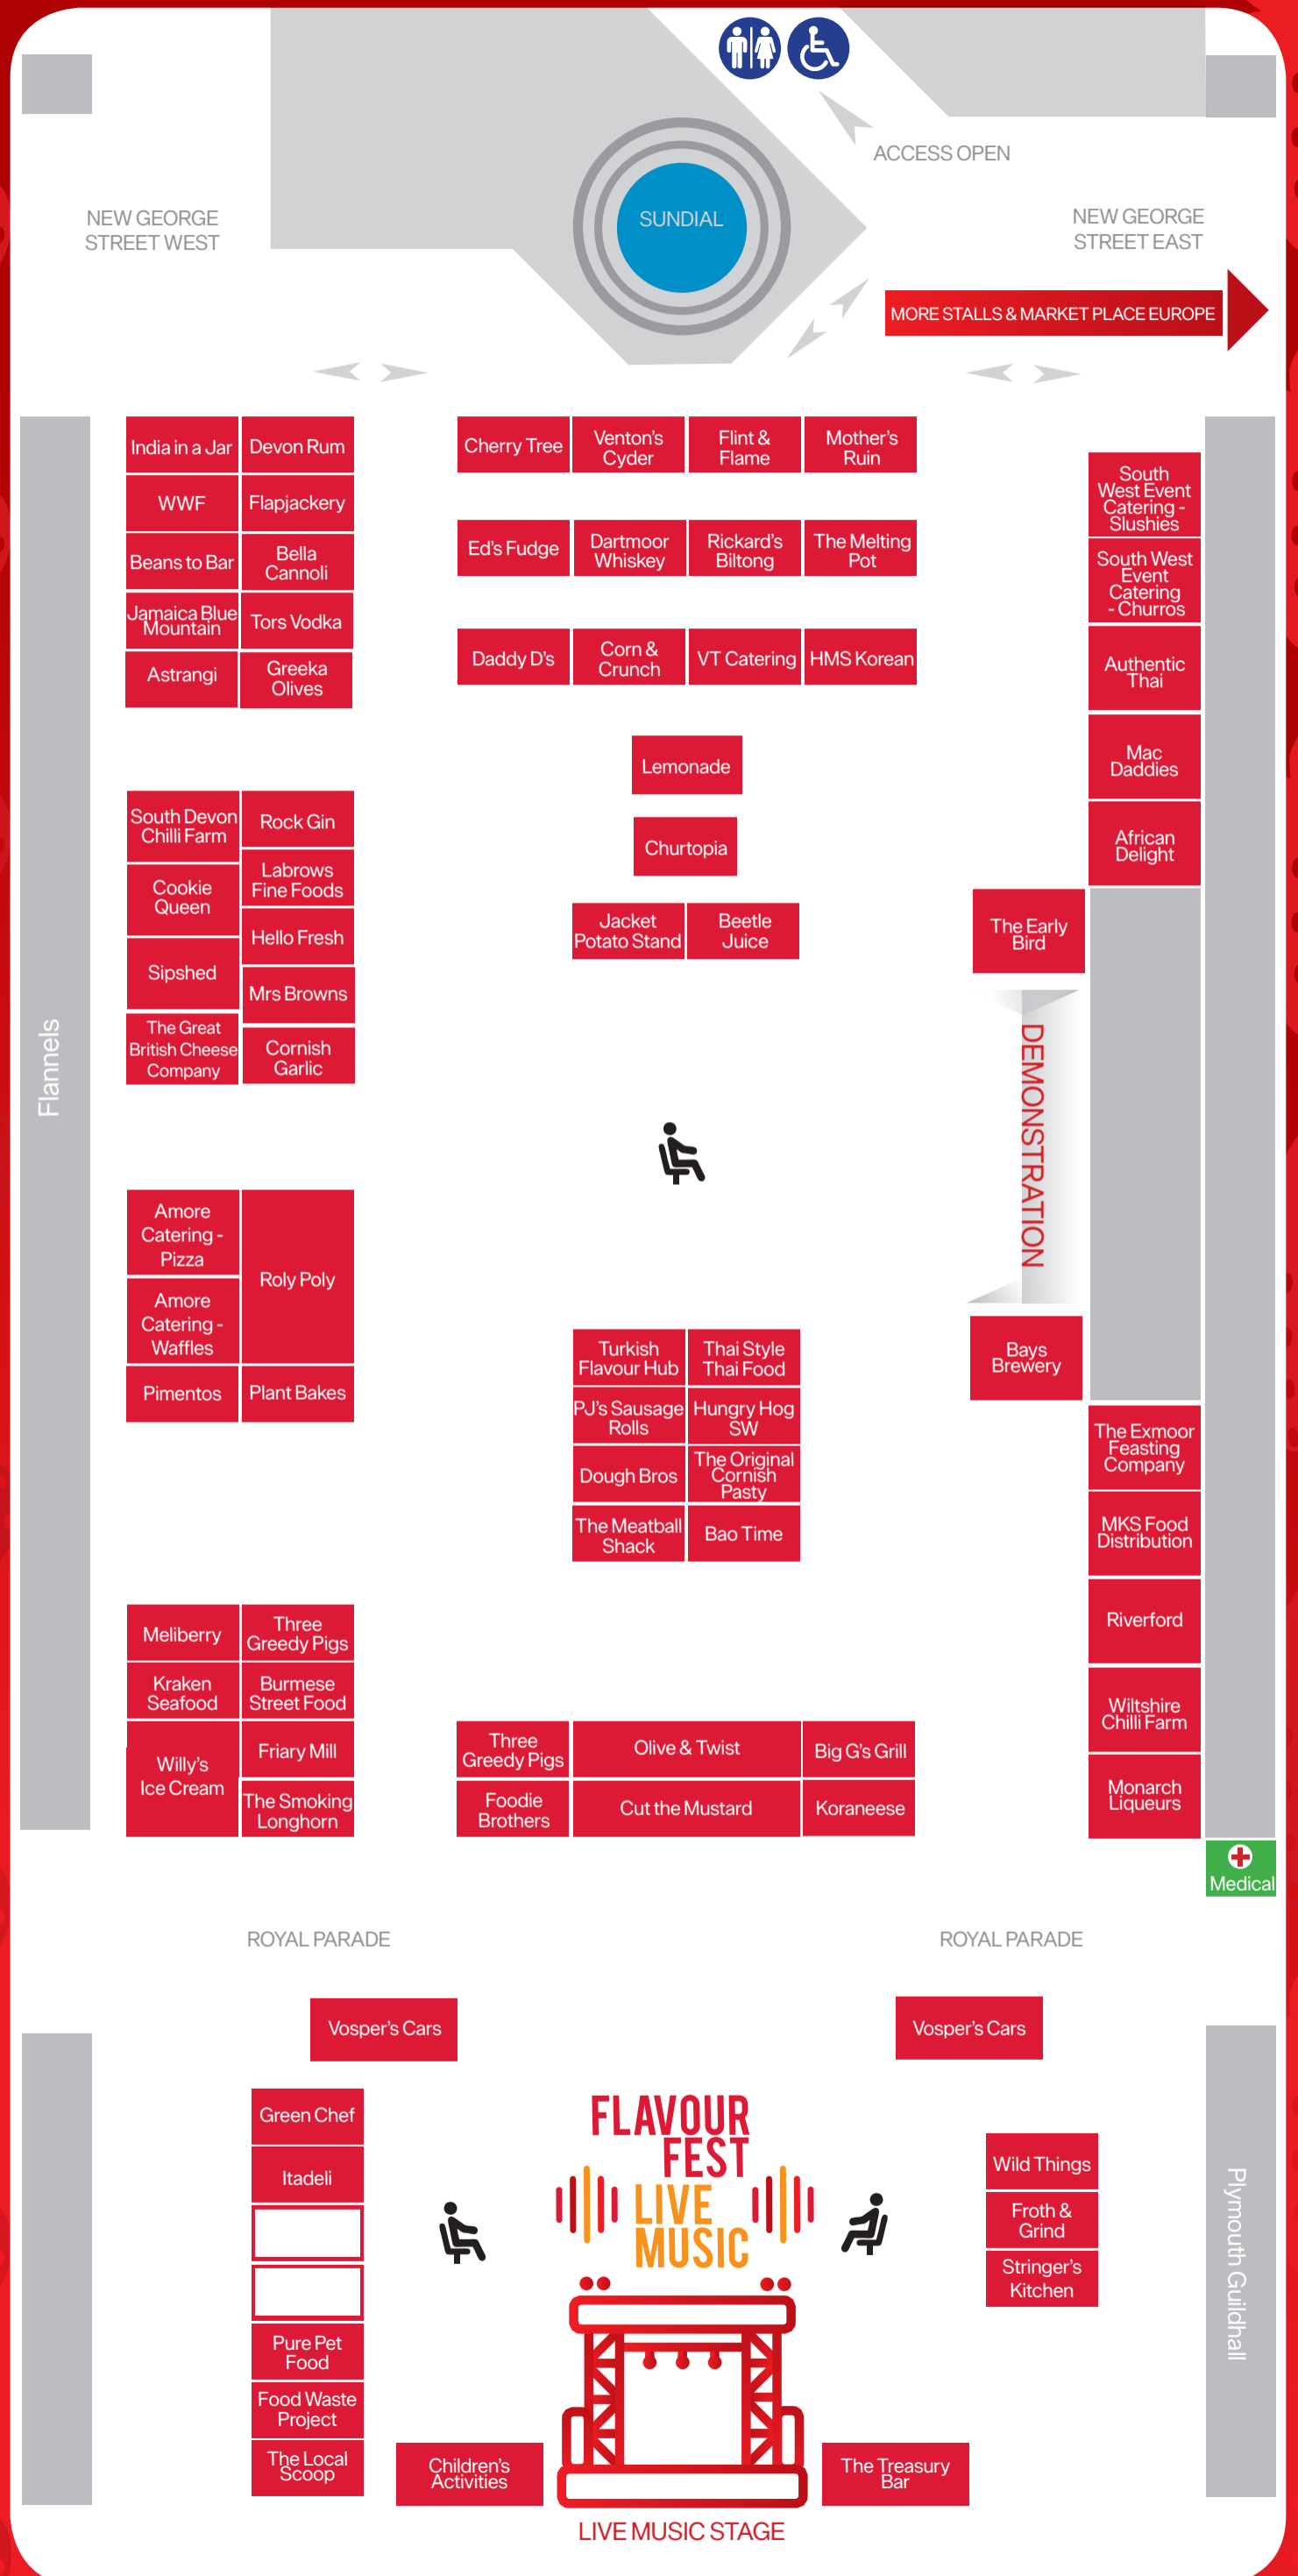 ACCESS OPEN
NEW GEORGE
STREET WEST
SUNDIAL
NEW GEORGE
STREET EAST
MORE STALLS & MARKET PLACE EUROPE
Flannels
India in a Jar
Devon Rum
WWF
Flapjackery
Beans to Bar
Bella
Cannoli
Jamaica Blue
Mountain
Tors Vodka
Astrangi
Greeka
Olives
Cherry Tree
Venton's
Cyder
Flint &
Flame
Mother's
Ruin
Ed's Fudge
Dartmoor
Whiskey
Rickard's
Biltong
The Melting
Pot
Daddy D's
Corn &
Crunch
VT Catering
HMS Korean
South
West Event
Catering -
Slushies
South West
Event
Catering
- Churros
Authentic
Thai
Mac
Daddies
African
Delight
Lemonade
Churtopia
Jacket
Potato Stand
Beetle
Juice
The Early
Bird
DEMONSTRATION
Bays
Brewery
South Devon
Chilli Farm
Rock Gin
Cookie
Queen
Labrows
Fine Foods
Hello Fresh
Sipshed
Mrs Browns
The Great
British Cheese
Company
Cornish
Garlic
Amore
Catering -
Pizza
Roly Poly
Amore
Catering -
Waffles
Pimentos
Plant Bakes
Turkish
Flavour Hub
Thai Style
Thai Food
PJ's Sausage
Rolls
Hungry Hog
SW
Dough Bros
The Original
Cornish
Pasty
The Meatball
Shack
Bao Time
The Exmoor
Feasting
Company
MKS Food
Distribution
Riverford
Wiltshire
Chilli Farm
Monarch
Liqueurs
Meliberry
Three
Greedy Pigs
Kraken
Seafood
Burmese
Street Food
Willy's
Ice Cream
Friary Mill
The Smoking
Longhorn
Three
Greedy Pigs
Olive & Twist
Big G's Grill
Foodie
Brothers
Cut the Mustard
Koraneese
Medical
ROYAL PARADE
ROYAL PARADE
Vosper's Cars
Vosper's Cars
Green Chef
Itadeli
Pure Pet
Food
Food Waste
Project
The Local
Scoop
FLAVOUR
FEST
LIVE
MUSIC
Wild Things
Froth &
Grind
Stringer's
Kitchen
Plymouth Guildhall
Children's
Activities
The Treasury
Bar
LIVE MUSIC STAGE